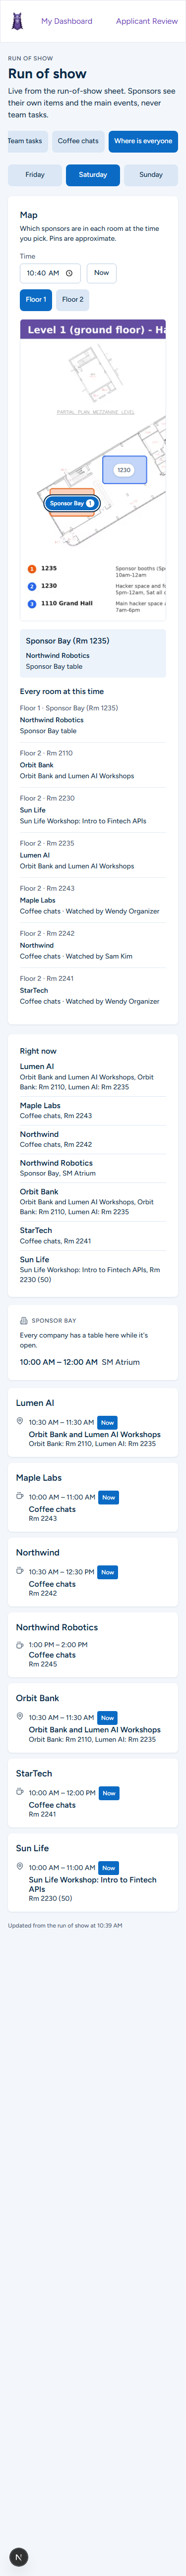 My Dashboard
Applicant Review
RUN OF SHOW
Run of show
Live from the run-of-show sheet. Sponsors see
their own items and the main events, never
team tasks.
Team tasks
Coffee chats
Where is everyone
Friday
Saturday
Sunday
Map
Which sponsors are in each room at the time
you pick. Pins are approximate.
Time
10:40 AM
Now
Floor 1
Floor 2
Level 1 (ground floor) - Ha
PARTIAL PLAN MEZZANINE LEVEL
1230
Sponsor Bay 1
1 1235
Sponsor booths (Sp
10am-12am
2 1230
Hacker space and f
5pm-12am, Sat all d
3 1110 Grand Hall
Main hacker space
7am-6pm
Sponsor Bay (Rm 1235)
Northwind Robotics
Sponsor Bay table
Every room at this time
Floor 1 · Sponsor Bay (Rm 1235)
Northwind Robotics
Sponsor Bay table
Floor 2 · Rm 2110
Orbit Bank
Orbit Bank and Lumen AI Workshops
Floor 2 · Rm 2230
Sun Life
Sun Life Workshop: Intro to Fintech APIs
Floor 2 · Rm 2235
Lumen AI
Orbit Bank and Lumen AI Workshops
Floor 2 · Rm 2243
Maple Labs
Coffee chats · Watched by Wendy Organizer
Floor 2 · Rm 2242
Northwind
Coffee chats · Watched by Sam Kim
Floor 2 · Rm 2241
StarTech
Coffee chats · Watched by Wendy Organizer
Right now
Lumen AI
Orbit Bank and Lumen AI Workshops, Orbit
Bank: Rm 2110, Lumen AI: Rm 2235
Maple Labs
Coffee chats, Rm 2243
Northwind
Coffee chats, Rm 2242
Northwind Robotics
Sponsor Bay, SM Atrium
Orbit Bank
Orbit Bank and Lumen AI Workshops, Orbit
Bank: Rm 2110, Lumen AI: Rm 2235
StarTech
Coffee chats, Rm 2241
Sun Life
Sun Life Workshop: Intro to Fintech APIs, Rm
2230 (50)
SPONSOR BAY
Every company has a table here while it's
open.
10:00 AM – 12:00 AM SM Atrium
Lumen AI
10:30 AM – 11:30 AM Now
Orbit Bank and Lumen AI Workshops
Orbit Bank: Rm 2110, Lumen AI: Rm 2235
Maple Labs
10:00 AM – 11:00 AM Now
Coffee chats
Rm 2243
Northwind
10:30 AM – 12:30 PM Now
Coffee chats
Rm 2242
Northwind Robotics
1:00 PM – 2:00 PM
Coffee chats
Rm 2245
Orbit Bank
10:30 AM – 11:30 AM Now
Orbit Bank and Lumen AI Workshops
Orbit Bank: Rm 2110, Lumen AI: Rm 2235
StarTech
10:00 AM – 12:00 PM Now
Coffee chats
Rm 2241
Sun Life
10:00 AM – 11:00 AM Now
Sun Life Workshop: Intro to Fintech
APIs
Rm 2230 (50)
Updated from the run of show at 10:39 AM
N